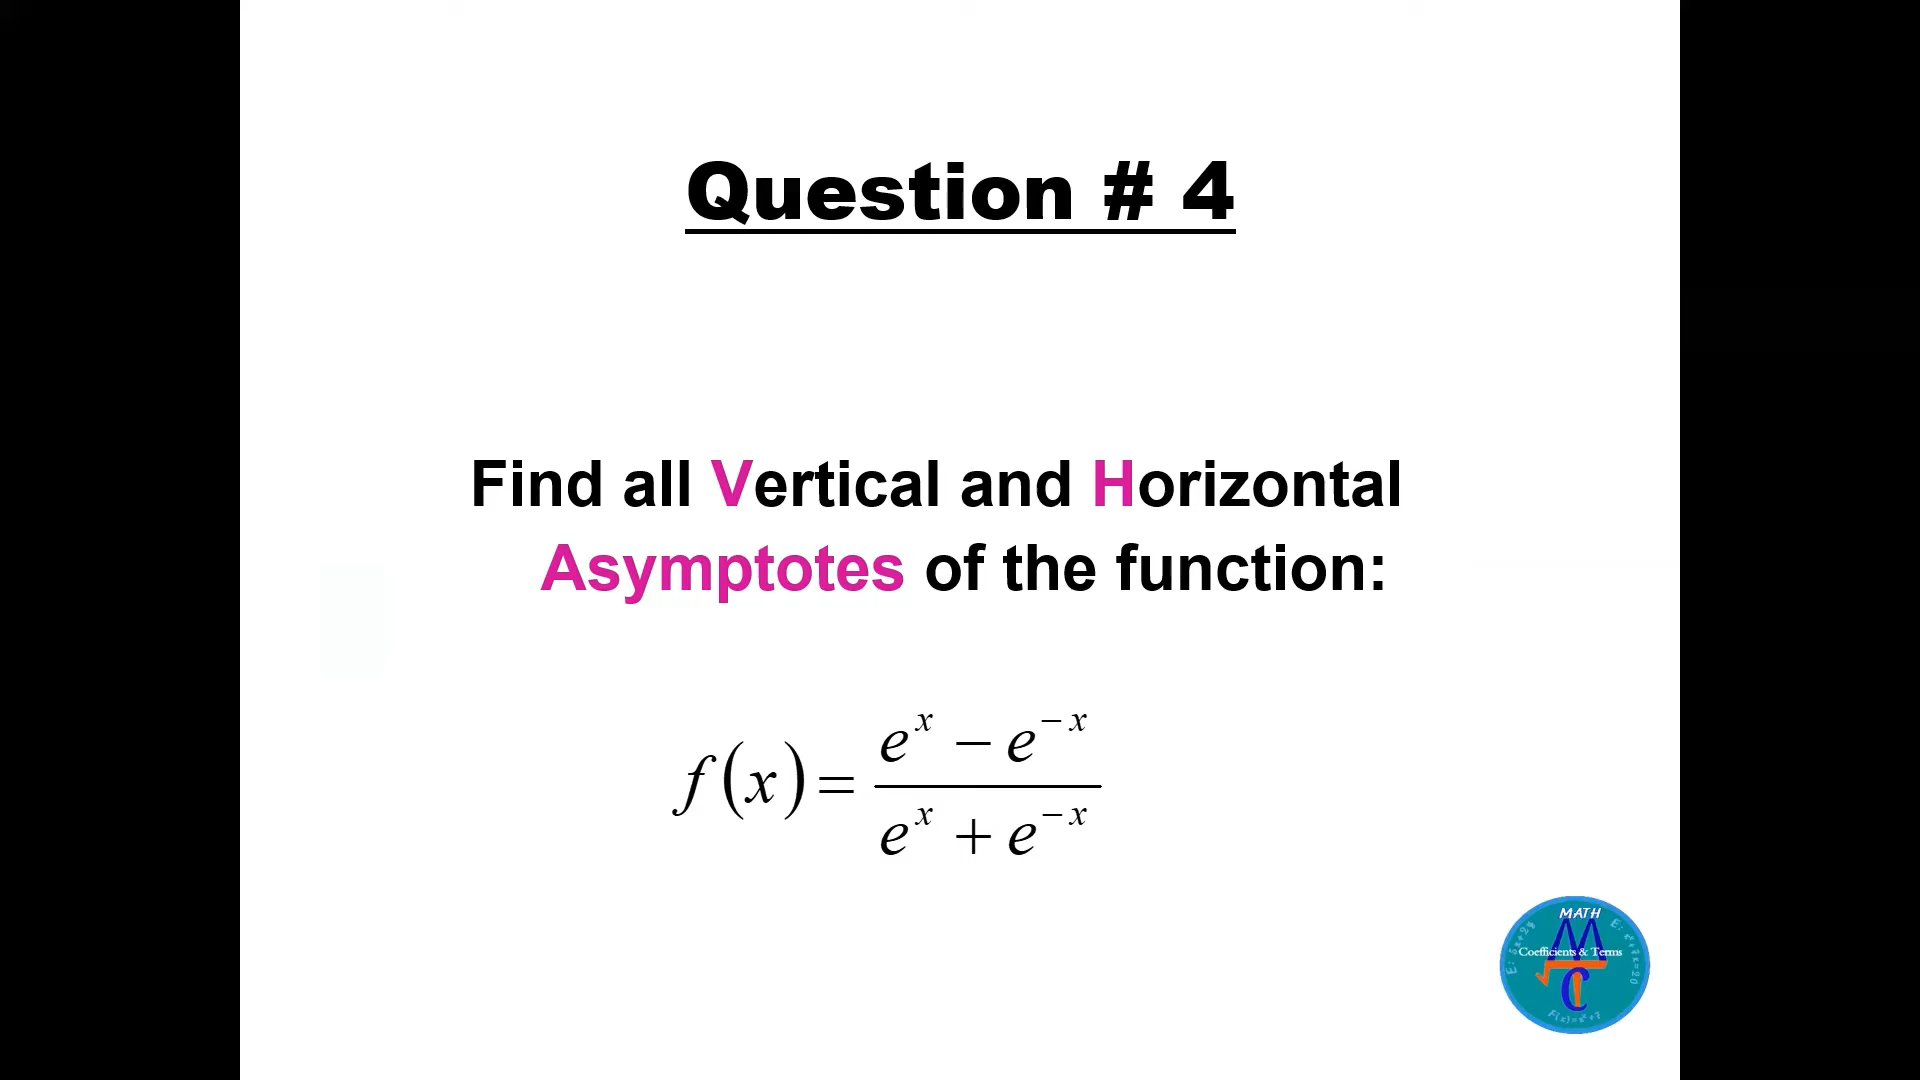 Question # 4
Find all Vertical and Horizontal
Asymptotes of the function:
f(x) = (e^x − e^−x) / (e^x + e^−x)
MATH
Coefficients & Terms